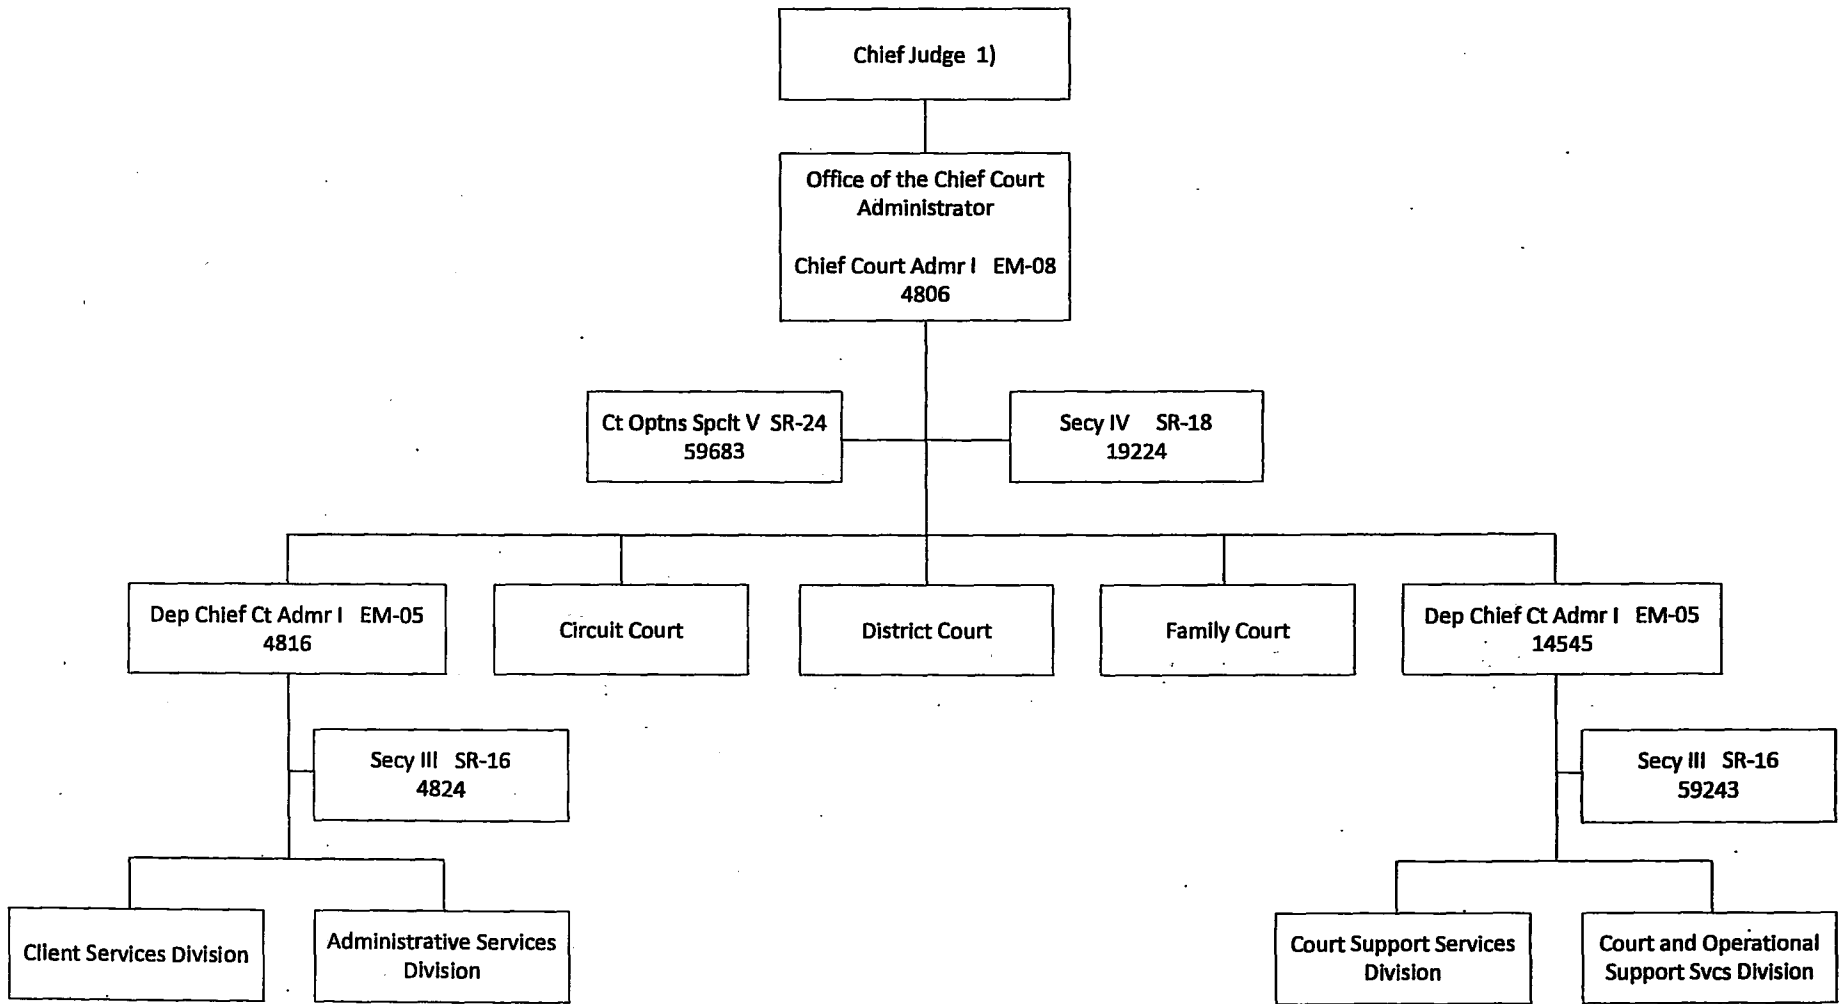 Chief Judge 1)
Office of the Chief Court
Administrator
Chief Court Admr I EM-08
4806
Ct Optns Spclt V SR-24
59683
Secy IV SR-18
19224
Dep Chief Ct Admr I EM-05
4816
Circuit Court
District Court
Family Court
Dep Chief Ct Admr I EM-05
14545
Secy III SR-16
4824
Secy III SR-16
59243
Client Services Division
Administrative Services
Division
Court Support Services
Division
Court and Operational
Support Svcs Division